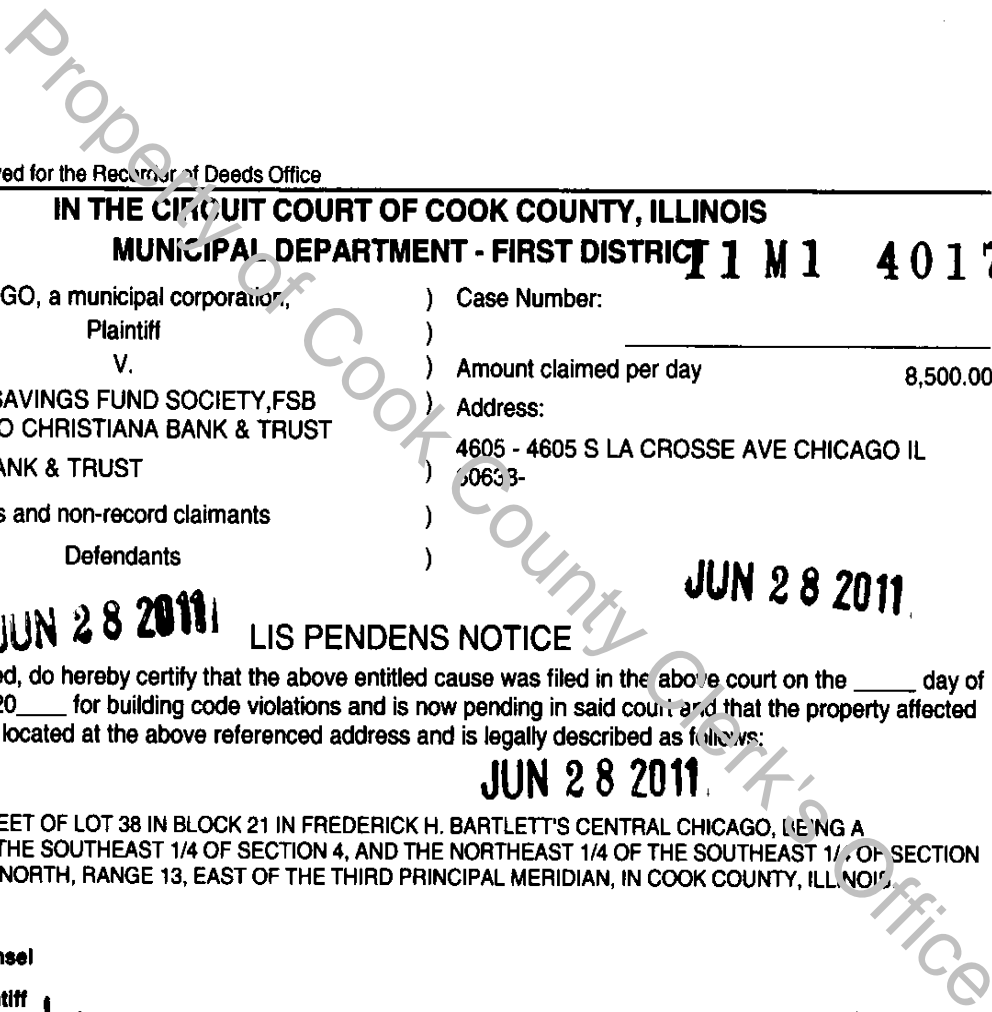 Property of Cook County Clerk's Office
ved for the Recorder of Deeds Office
IN THE CIRCUIT COURT OF COOK COUNTY, ILLINOIS
MUNICIPAL DEPARTMENT - FIRST DISTRICT 11 M1 4017
GO, a municipal corporation, ) Case Number:
Plaintiff )
V. ) Amount claimed per day 8,500.00
SAVINGS FUND SOCIETY,FSB ) Address:
O CHRISTIANA BANK & TRUST
4605 - 4605 S LA CROSSE AVE CHICAGO IL
ANK & TRUST ) 60638-
s and non-record claimants )
Defendants )
JUN 28 2011
JUN 28 2011 LIS PENDENS NOTICE
ed, do hereby certify that the above entitled cause was filed in the above court on the _____ day of
20____ for building code violations and is now pending in said court and that the property affected
located at the above referenced address and is legally described as follows:
JUN 28 2011
EET OF LOT 38 IN BLOCK 21 IN FREDERICK H. BARTLETT'S CENTRAL CHICAGO, BEING A
THE SOUTHEAST 1/4 OF SECTION 4, AND THE NORTHEAST 1/4 OF THE SOUTHEAST 1/4 OF SECTION
NORTH, RANGE 13, EAST OF THE THIRD PRINCIPAL MERIDIAN, IN COOK COUNTY, ILLINOIS.
nsel
tiff